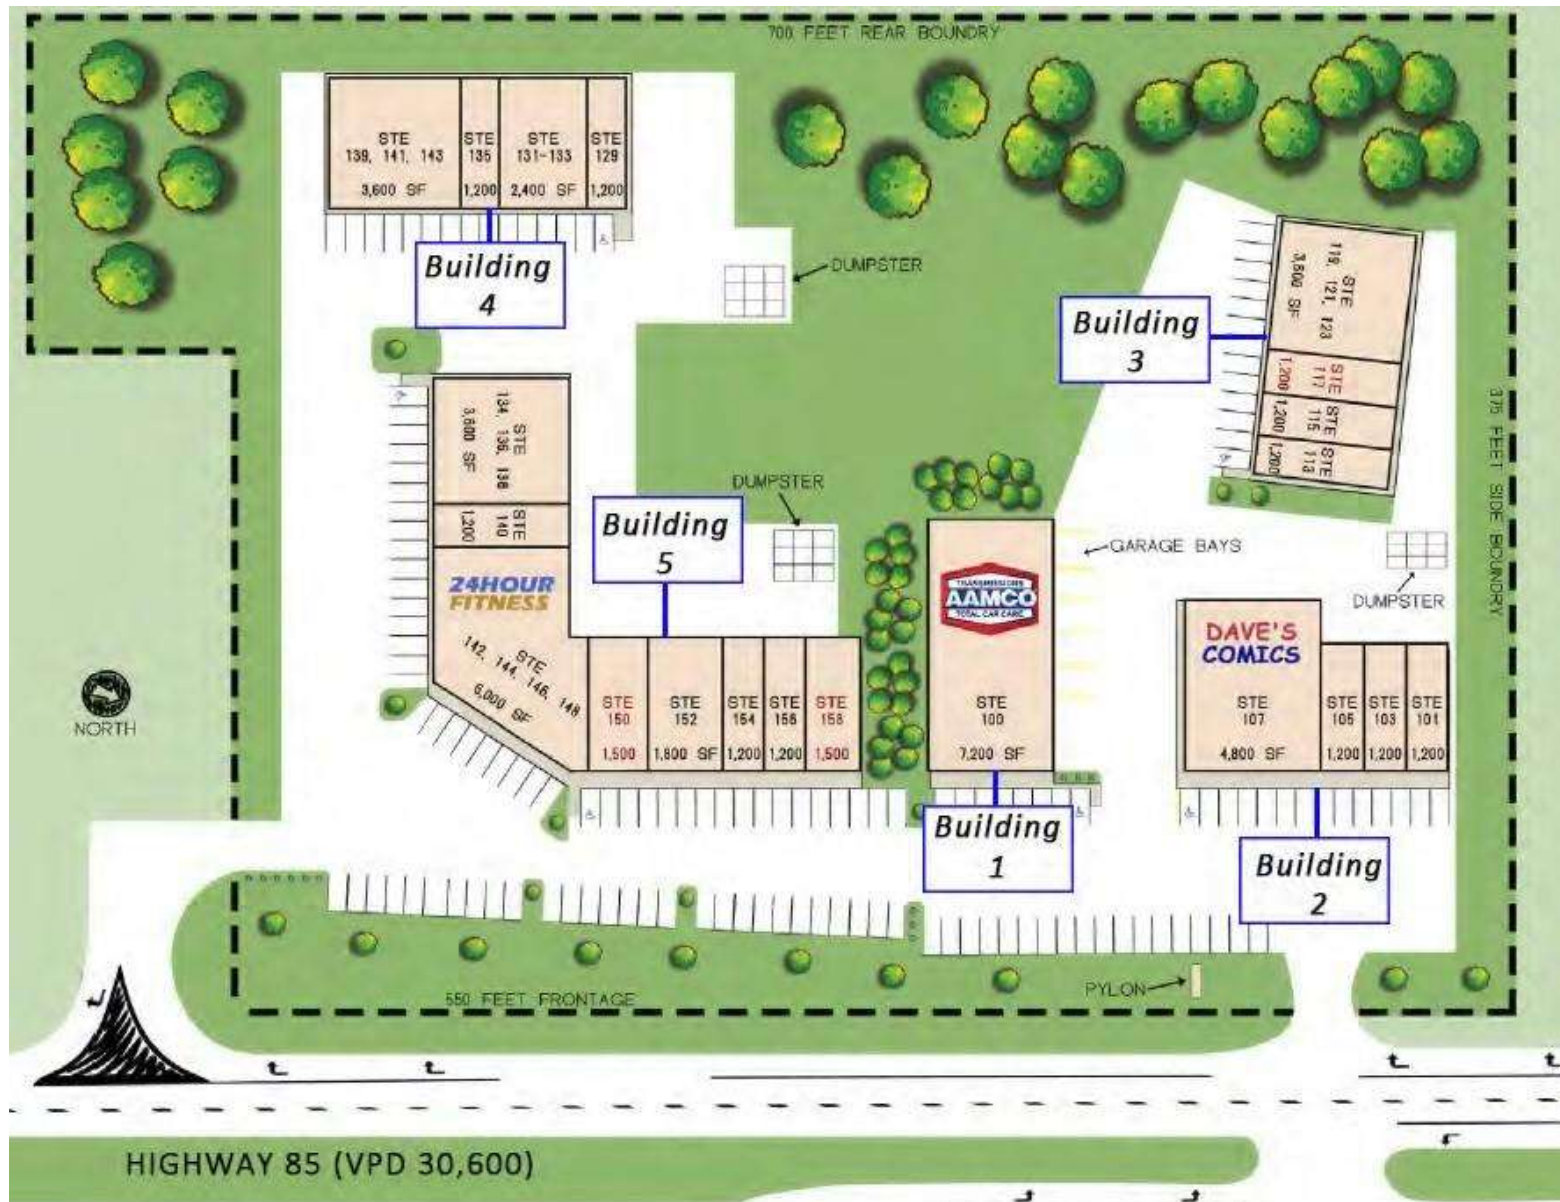 700 FEET REAR BOUNDRY
STE
139, 141, 143
3,600 SF
STE
135
1,200
STE
131-133
2,400 SF
STE
129
1,200
Building
4
DUMPSTER
STE
119, 121, 123
3,600 SF
STE
117
1,200
STE
115
1,200
STE
113
1,200
Building
3
375 FEET SIDE BOUNDRY
STE
134, 136, 138
3,600 SF
STE
140
1,200
24HOUR
FITNESS
STE
142, 144, 146, 148
6,000 SF
DUMPSTER
Building
5
STE
150
1,500
STE
152
1,800 SF
STE
154
1,200
STE
156
1,200
STE
158
1,500
TRANSMISSIONS
AAMCO
TOTAL CAR CARE
STE
100
7,200 SF
GARAGE BAYS
DUMPSTER
DAVE'S
COMICS
STE
107
4,800 SF
STE
105
1,200
STE
103
1,200
STE
101
1,200
NORTH
Building
1
Building
2
PYLON
550 FEET FRONTAGE
HIGHWAY 85 (VPD 30,600)